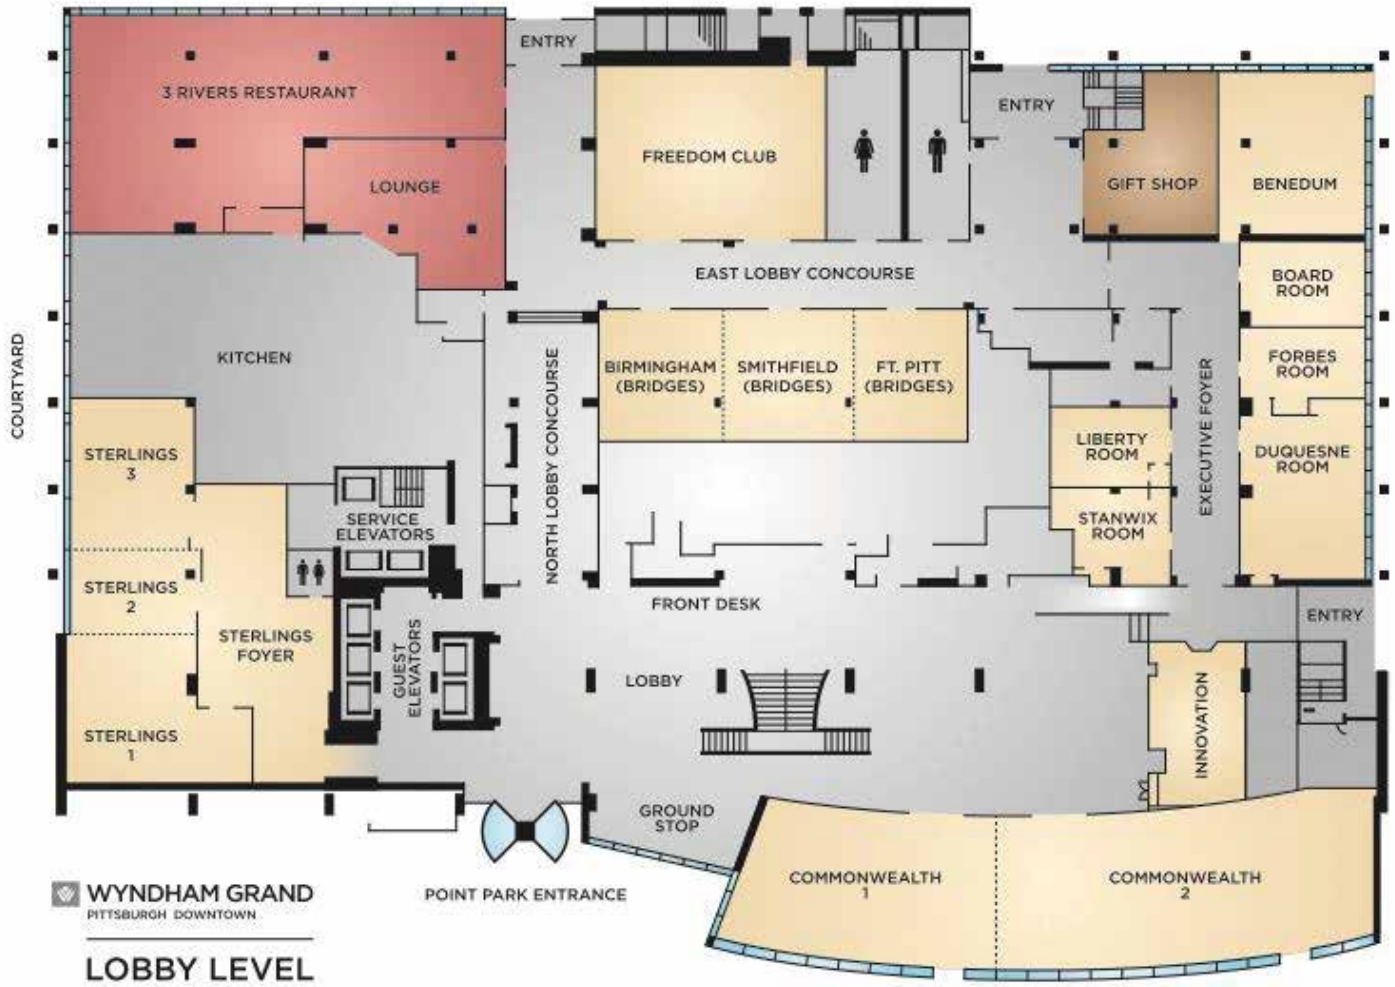 ENTRY
3 RIVERS RESTAURANT
LOUNGE
FREEDOM CLUB
ENTRY
GIFT SHOP
BENEDUM
EAST LOBBY CONCOURSE
BOARD
ROOM
COURTYARD
KITCHEN
NORTH LOBBY CONCOURSE
BIRMINGHAM
(BRIDGES)
SMITHFIELD
(BRIDGES)
FT. PITT
(BRIDGES)
EXECUTIVE FOYER
FORBES
ROOM
LIBERTY
ROOM
DUQUESNE
ROOM
STERLINGS
3
SERVICE
ELEVATORS
STANWIX
ROOM
STERLINGS
2
STERLINGS
FOYER
GUEST
ELEVATORS
FRONT DESK
ENTRY
LOBBY
INNOVATION
STERLINGS
1
GROUND
STOP
COMMONWEALTH
1
COMMONWEALTH
2
POINT PARK ENTRANCE
WYNDHAM GRAND
PITTSBURGH DOWNTOWN
LOBBY LEVEL